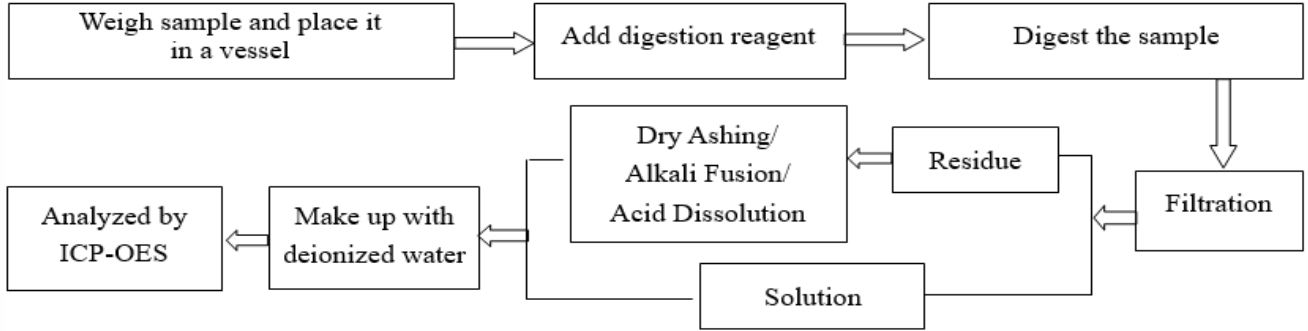 Weigh sample and place it
in a vessel
Add digestion reagent
Digest the sample
Filtration
Residue
Dry Ashing/
Alkali Fusion/
Acid Dissolution
Solution
Make up with
deionized water
Analyzed by
ICP-OES